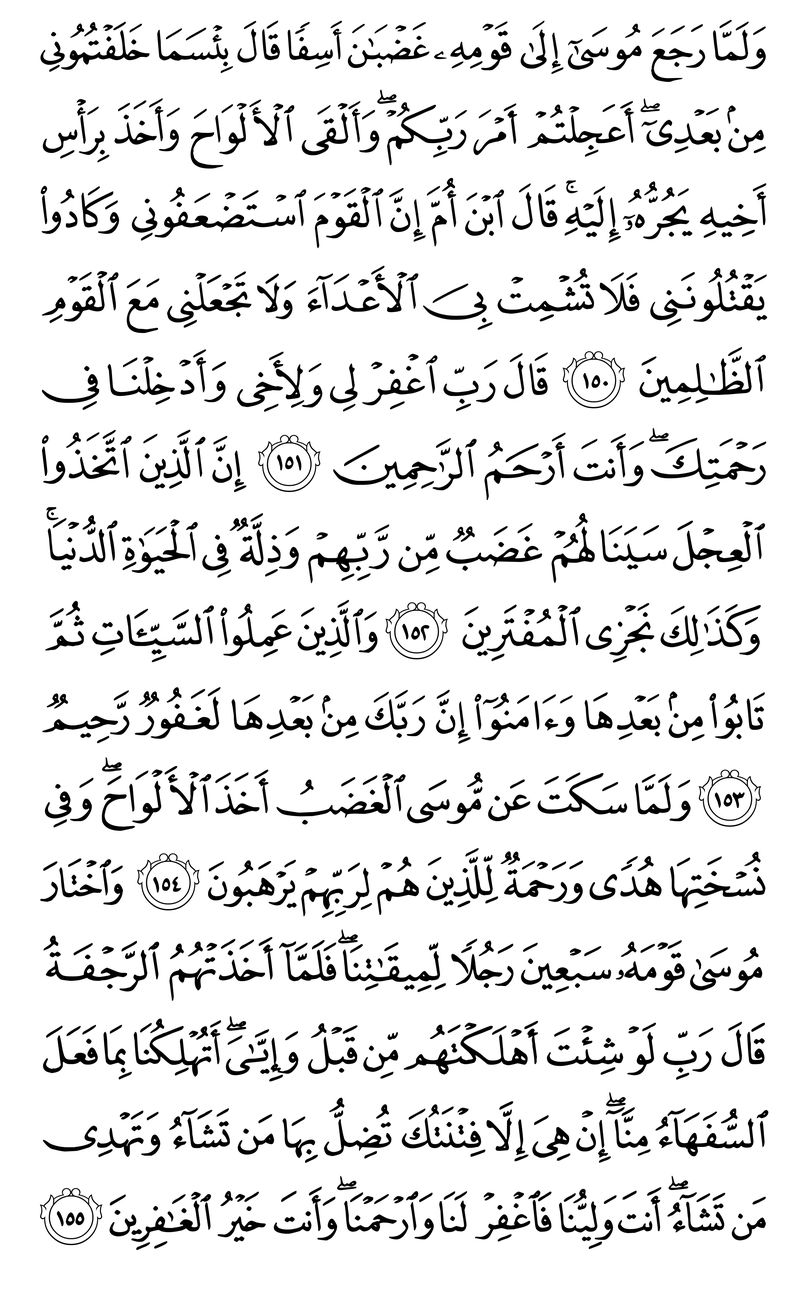 وَلَمَّا رَجَعَ مُوسَىٰٓ إِلَىٰ قَوْمِهِۦ غَضْبَٰنَ أَسِفًا قَالَ بِئْسَمَا خَلَفْتُمُونِي
مِنۢ بَعْدِيٓۖ أَعَجِلْتُمْ أَمْرَ رَبِّكُمْۖ وَأَلْقَى ٱلْأَلْوَاحَ وَأَخَذَ بِرَأْسِ
أَخِيهِ يَجُرُّهُۥٓ إِلَيْهِۚ قَالَ ٱبْنَ أُمَّ إِنَّ ٱلْقَوْمَ ٱسْتَضْعَفُونِي وَكَادُوا۟
يَقْتُلُونَنِي فَلَا تُشْمِتْ بِيَ ٱلْأَعْدَآءَ وَلَا تَجْعَلْنِي مَعَ ٱلْقَوْمِ
ٱلظَّٰلِمِينَ ١٥٠ قَالَ رَبِّ ٱغْفِرْ لِي وَلِأَخِي وَأَدْخِلْنَا فِي
رَحْمَتِكَۖ وَأَنتَ أَرْحَمُ ٱلرَّٰحِمِينَ ١٥١ إِنَّ ٱلَّذِينَ ٱتَّخَذُوا۟
ٱلْعِجْلَ سَيَنَالُهُمْ غَضَبٌ مِّن رَّبِّهِمْ وَذِلَّةٌ فِي ٱلْحَيَوٰةِ ٱلدُّنْيَاۚ
وَكَذَٰلِكَ نَجْزِي ٱلْمُفْتَرِينَ ١٥٢ وَٱلَّذِينَ عَمِلُوا۟ ٱلسَّيِّـَٔاتِ ثُمَّ
تَابُوا۟ مِنۢ بَعْدِهَا وَءَامَنُوٓا۟ إِنَّ رَبَّكَ مِنۢ بَعْدِهَا لَغَفُورٌ رَّحِيمٌ
١٥٣ وَلَمَّا سَكَتَ عَن مُّوسَى ٱلْغَضَبُ أَخَذَ ٱلْأَلْوَاحَۖ وَفِي
نُسْخَتِهَا هُدًى وَرَحْمَةٌ لِّلَّذِينَ هُمْ لِرَبِّهِمْ يَرْهَبُونَ ١٥٤ وَٱخْتَارَ
مُوسَىٰ قَوْمَهُۥ سَبْعِينَ رَجُلًا لِّمِيقَٰتِنَاۖ فَلَمَّآ أَخَذَتْهُمُ ٱلرَّجْفَةُ
قَالَ رَبِّ لَوْ شِئْتَ أَهْلَكْتَهُم مِّن قَبْلُ وَإِيَّٰيَۖ أَتُهْلِكُنَا بِمَا فَعَلَ
ٱلسُّفَهَآءُ مِنَّآۖ إِنْ هِيَ إِلَّا فِتْنَتُكَ تُضِلُّ بِهَا مَن تَشَآءُ وَتَهْدِي
مَن تَشَآءُۖ أَنتَ وَلِيُّنَا فَٱغْفِرْ لَنَا وَٱرْحَمْنَاۖ وَأَنتَ خَيْرُ ٱلْغَٰفِرِينَ ١٥٥